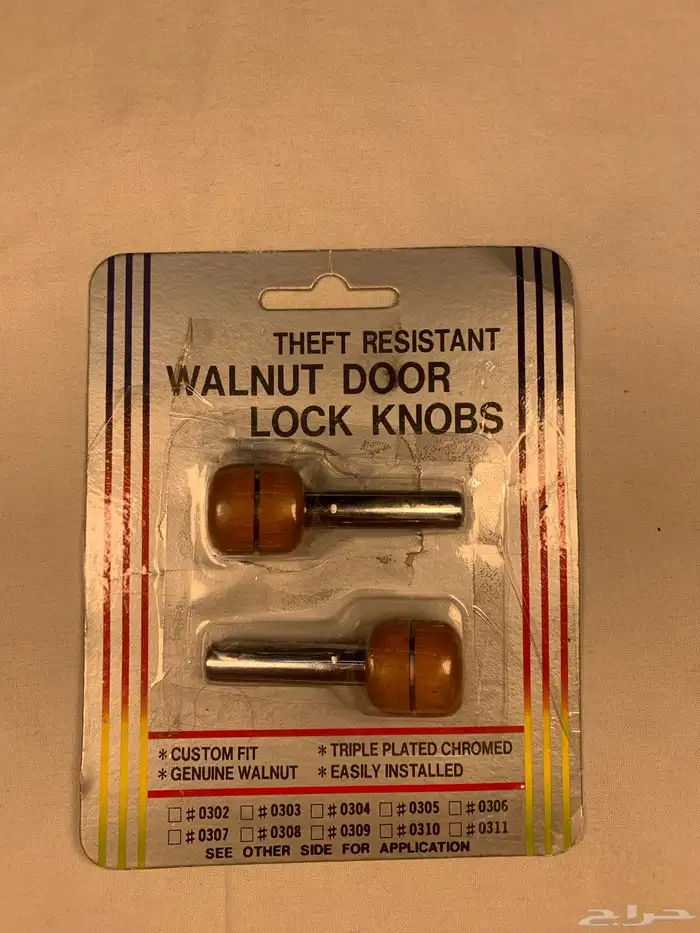 THEFT RESISTANT
WALNUT DOOR
LOCK KNOBS
* CUSTOM FIT * TRIPLE PLATED CHROMED
* GENUINE WALNUT * EASILY INSTALLED
☐ #0302 ☐ #0303 ☐ #0304 ☐ #0305 ☐ #0306
☐ #0307 ☐ #0308 ☐ #0309 ☐ #0310 ☐ #0311
SEE OTHER SIDE FOR APPLICATION
حراج